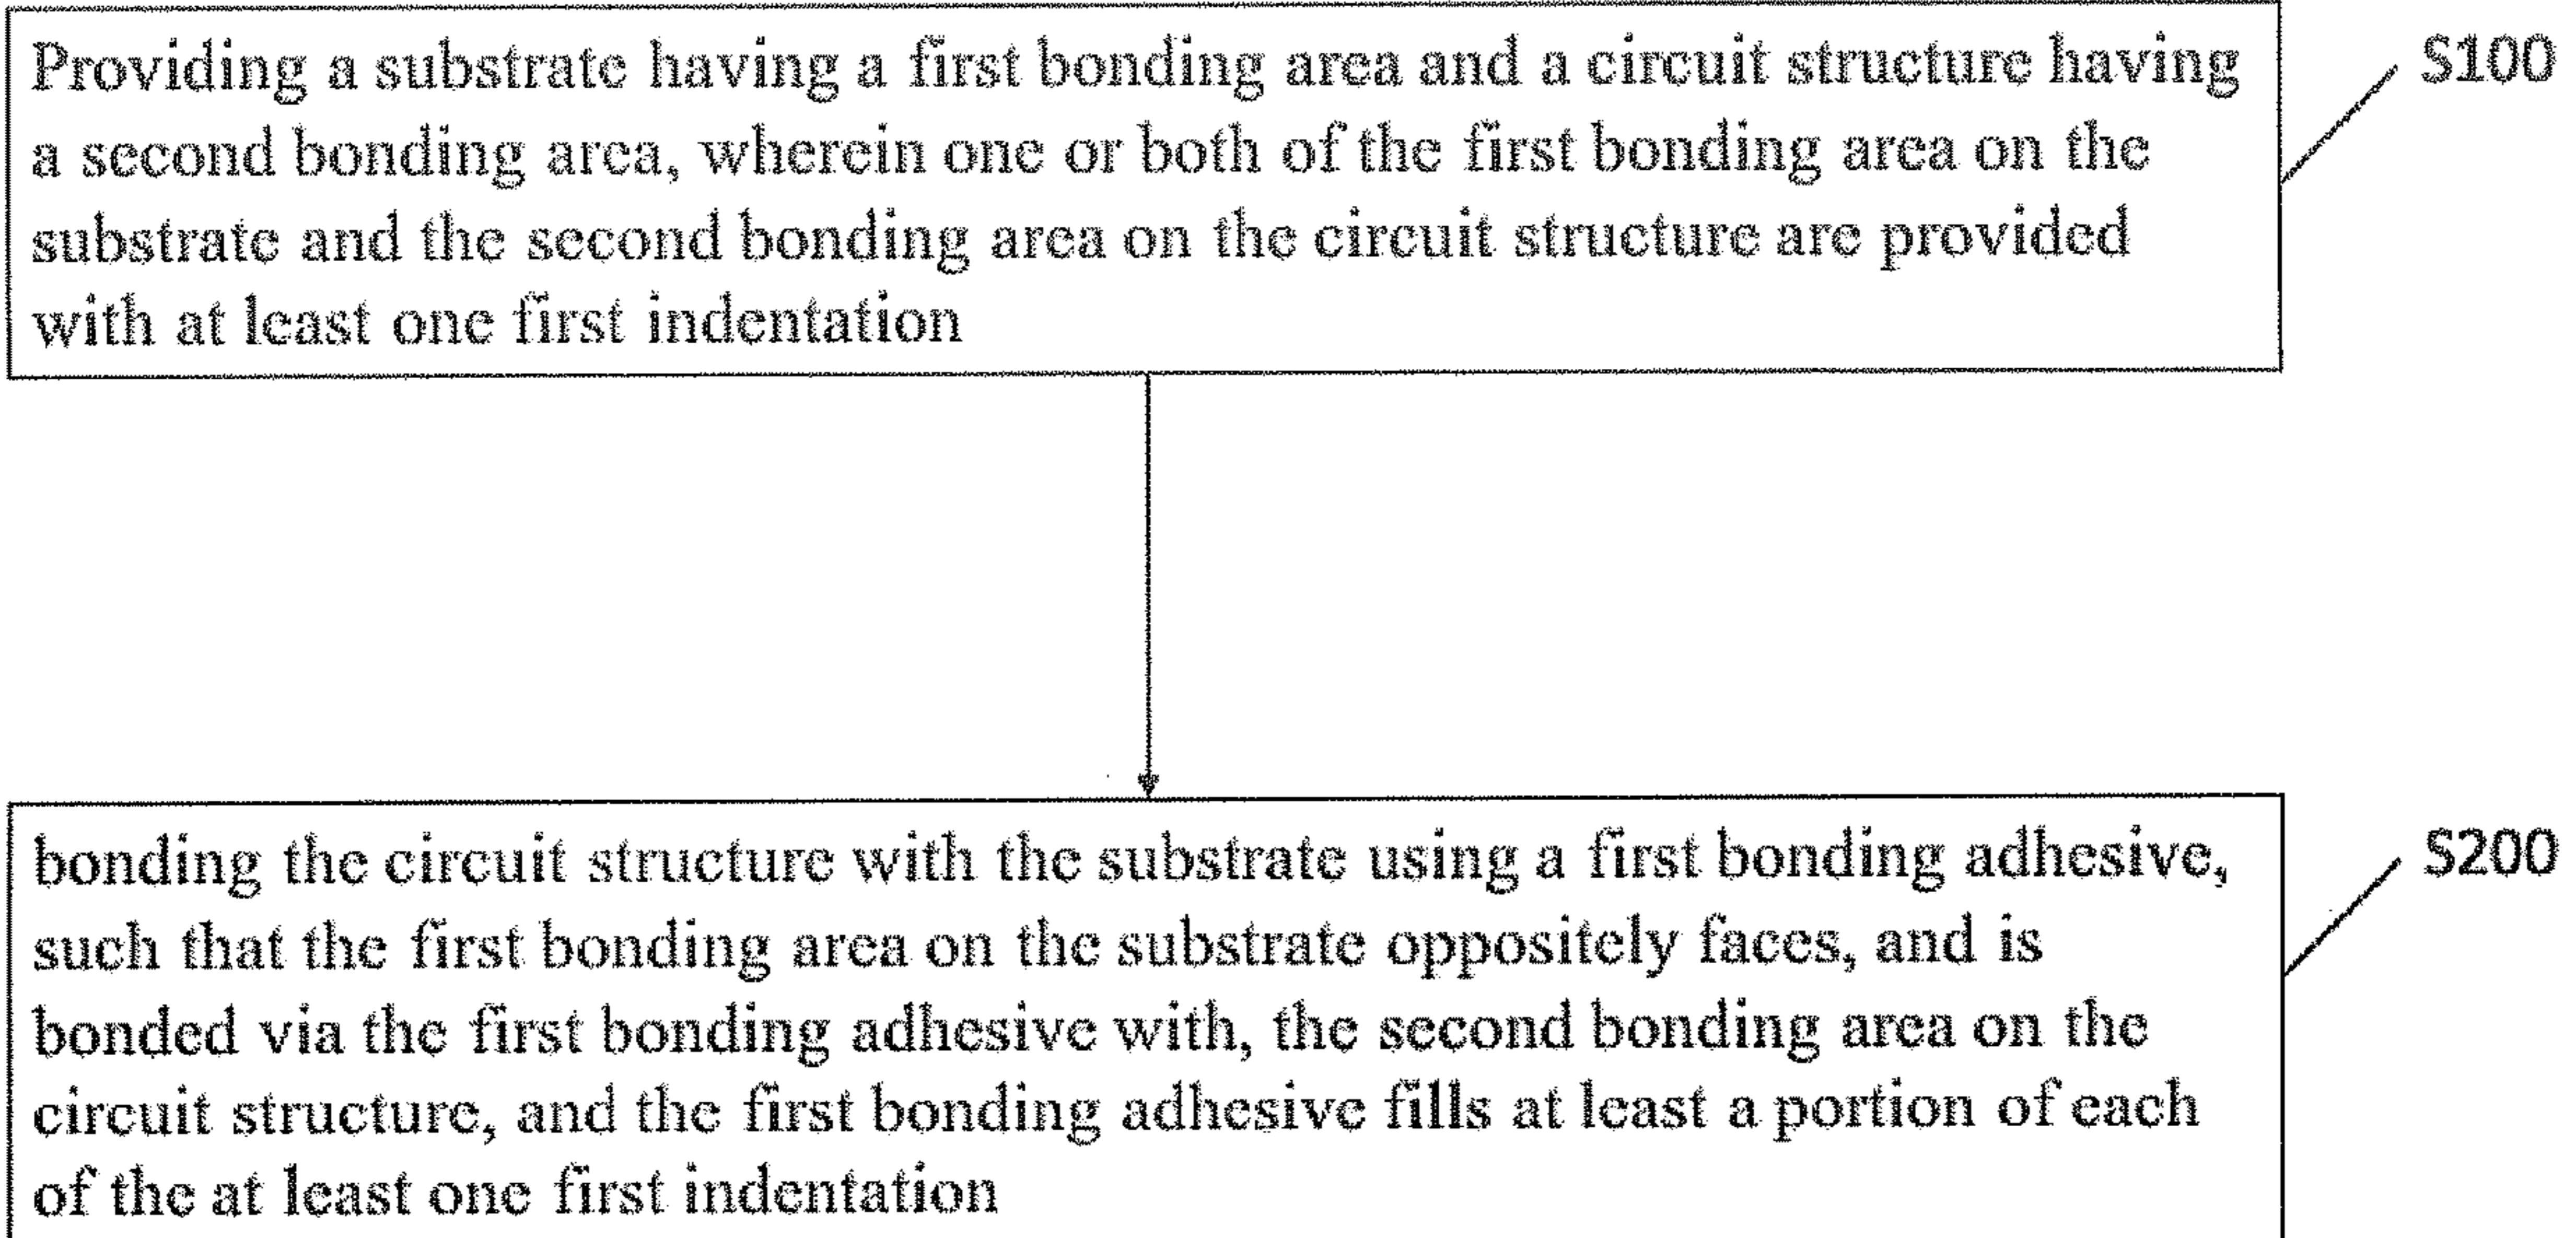 Providing a substrate having a first bonding area and a circuit structure having
a second bonding area, wherein one or both of the first bonding area on the
substrate and the second bonding area on the circuit structure are provided
with at least one first indentation
S100
bonding the circuit structure with the substrate using a first bonding adhesive,
such that the first bonding area on the substrate oppositely faces, and is
bonded via the first bonding adhesive with, the second bonding area on the
circuit structure, and the first bonding adhesive fills at least a portion of each
of the at least one first indentation
S200